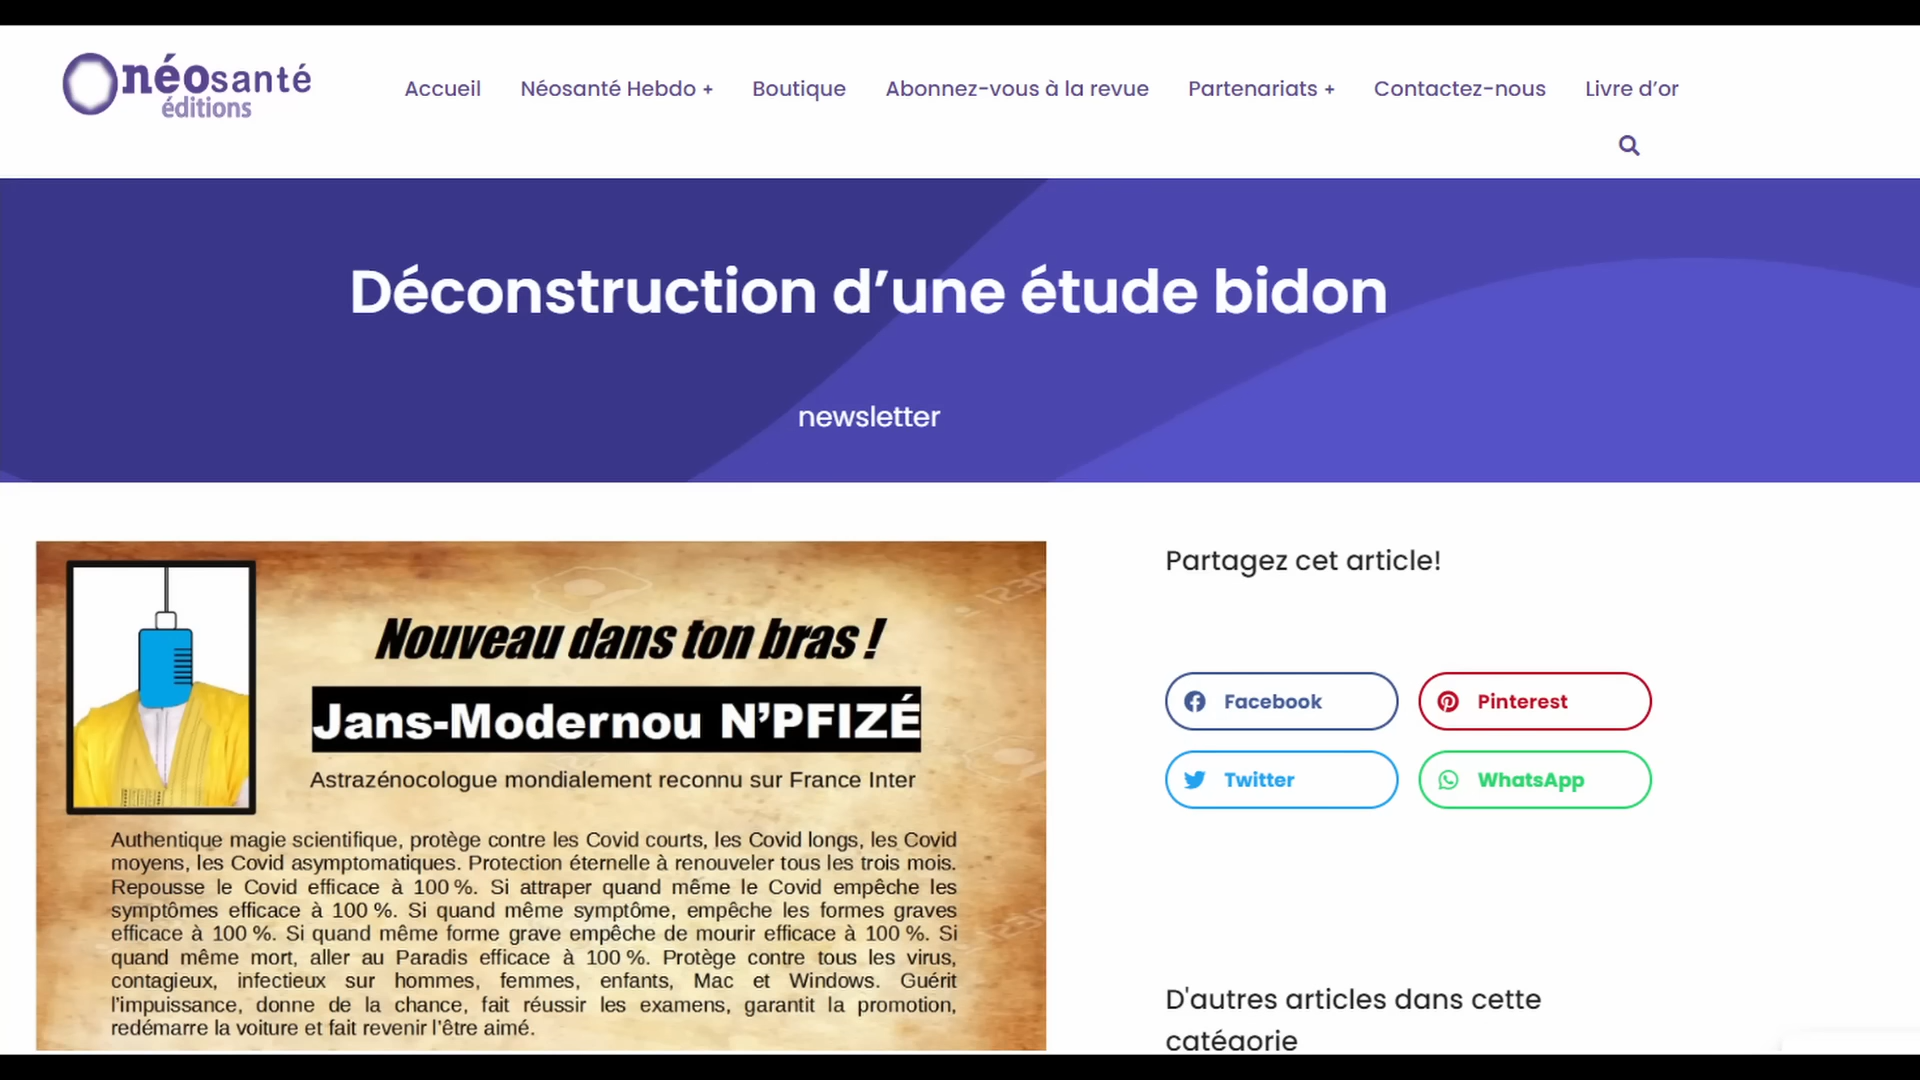 néosanté
éditions
Accueil
Néosanté Hebdo +
Boutique
Abonnez-vous à la revue
Partenariats +
Contactez-nous
Livre d'or
Déconstruction d'une étude bidon
newsletter
Nouveau dans ton bras !
Jans-Modernou N'PFIZÉ
Astrazénocologue mondialement reconnu sur France Inter
Authentique magie scientifique, protège contre les Covid courts, les Covid longs, les Covid
moyens, les Covid asymptomatiques. Protection éternelle à renouveler tous les trois mois.
Repousse le Covid efficace à 100 %. Si attraper quand même le Covid empêche les
symptômes efficace à 100 %. Si quand même symptôme, empêche les formes graves
efficace à 100 %. Si quand même forme grave empêche de mourir efficace à 100 %. Si
quand même mort, aller au Paradis efficace à 100 %. Protège contre tous les virus,
contagieux, infectieux sur hommes, femmes, enfants, Mac et Windows. Guérit
l'impuissance, donne de la chance, fait réussir les examens, garantit la promotion,
redémarre la voiture et fait revenir l'être aimé.
Partagez cet article!
Facebook
Pinterest
Twitter
WhatsApp
D'autres articles dans cette
catégorie